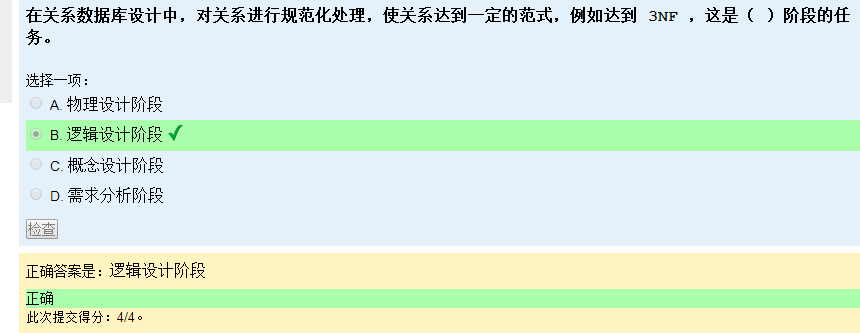 在关系数据库设计中，对关系进行规范化处理，使关系达到一定的范式，例如达到 3NF ，这是（ ）阶段的任
务。
选择一项：
A. 物理设计阶段
B. 逻辑设计阶段
C. 概念设计阶段
D. 需求分析阶段
检查
正确答案是：逻辑设计阶段
正确
此次提交得分：4/4。